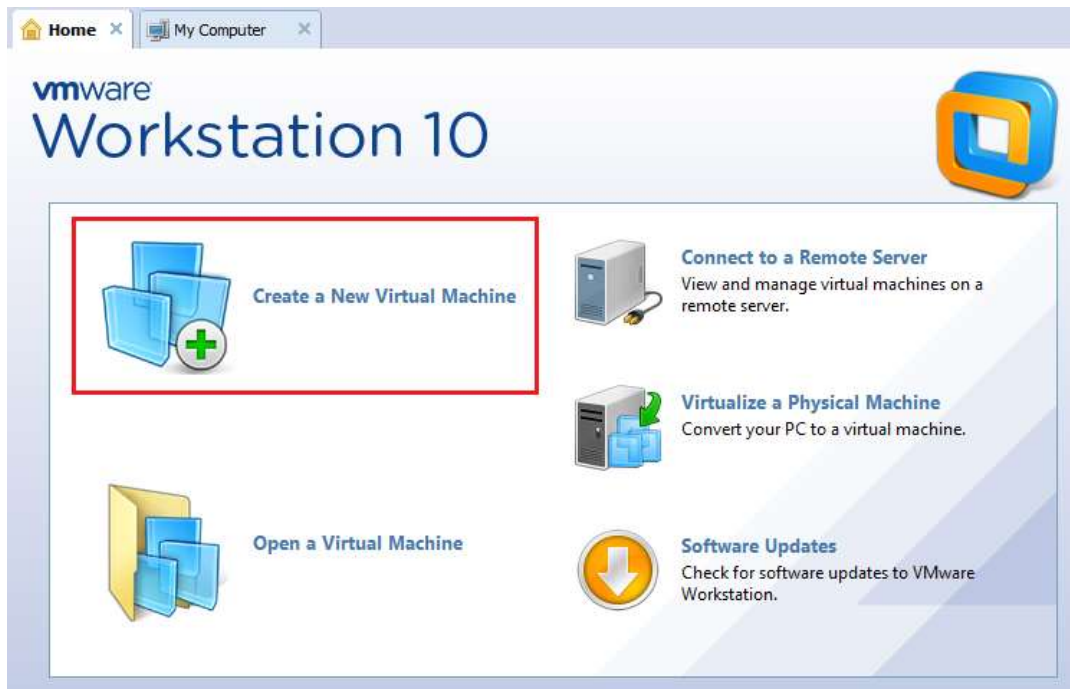 Home
My Computer
vmware
Workstation 10
Create a New Virtual Machine
Connect to a Remote Server
View and manage virtual machines on a
remote server.
Virtualize a Physical Machine
Convert your PC to a virtual machine.
Open a Virtual Machine
Software Updates
Check for software updates to VMware
Workstation.